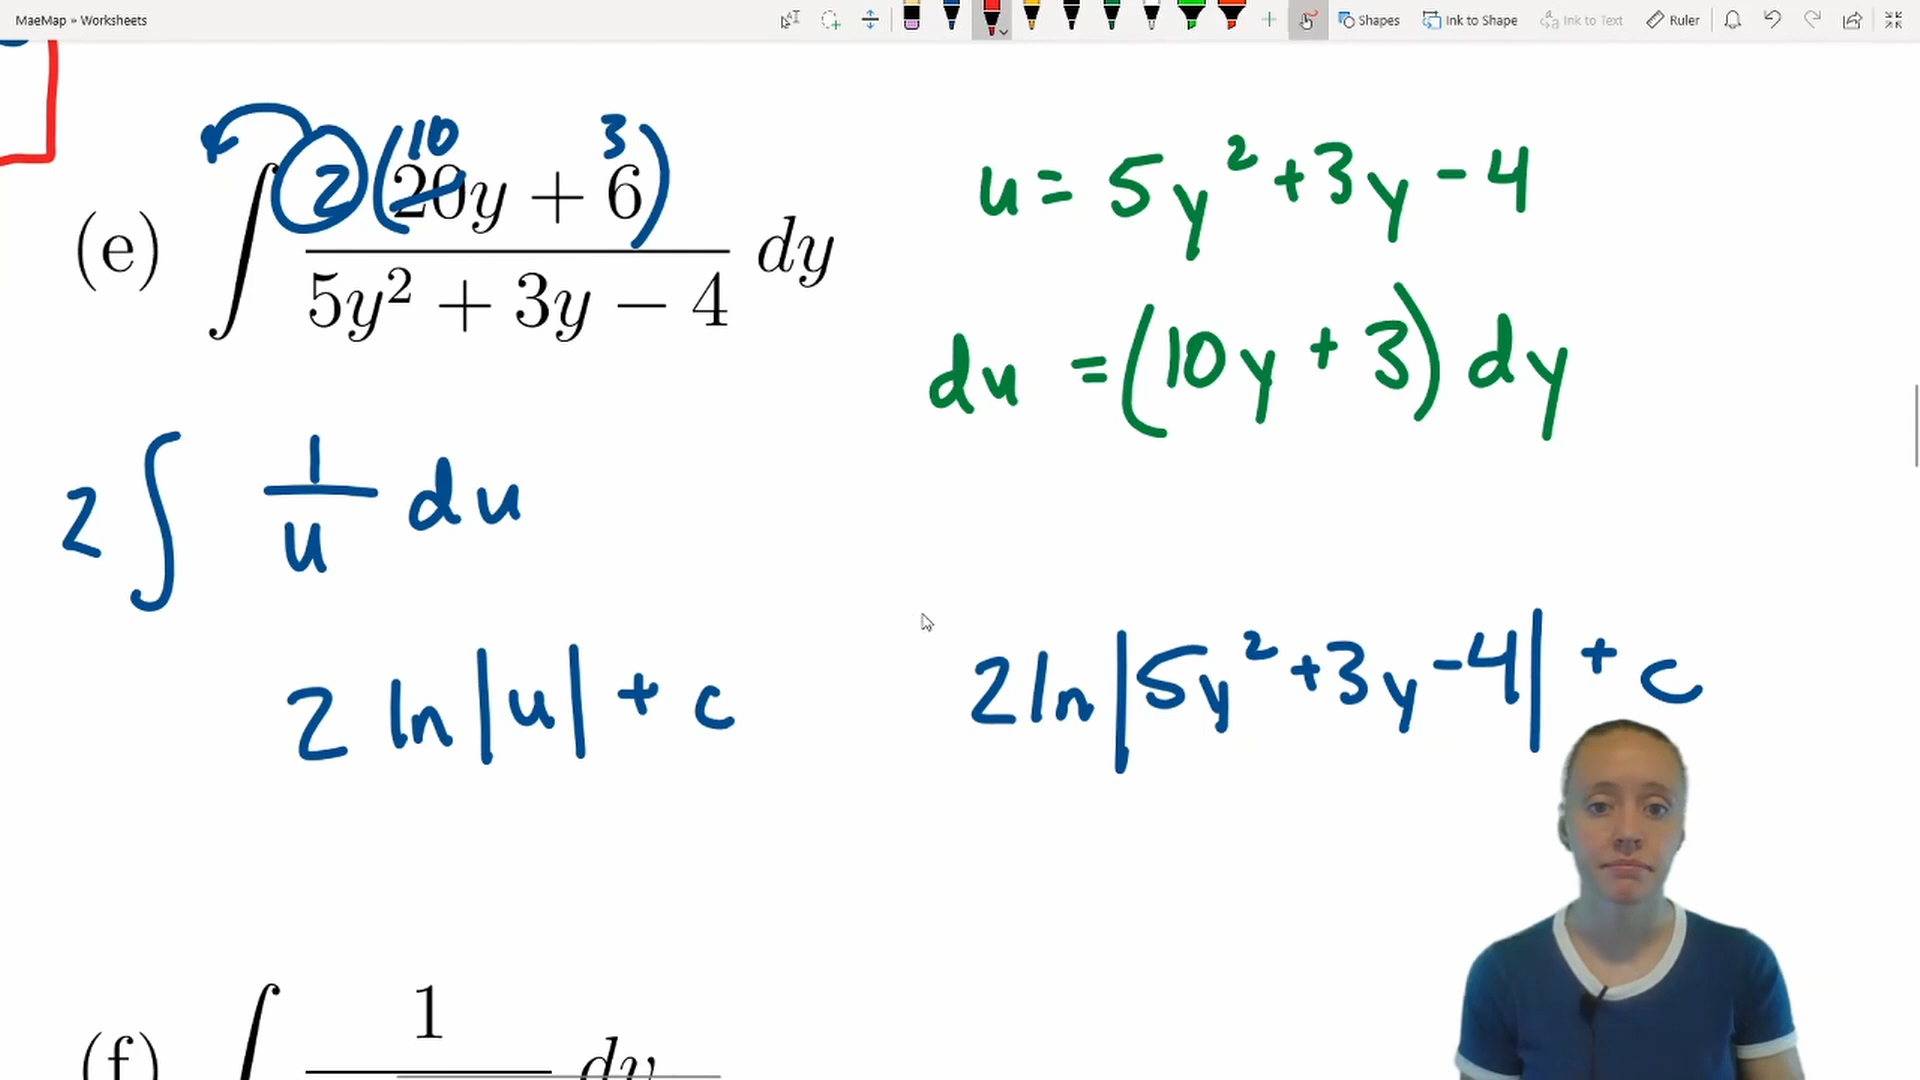 MaeMap » Worksheets
Shapes Ink to Shape Ink to Text Ruler
10 3
(e) ∫ 2(20y + 6) / 5y² + 3y − 4 dy
u = 5y² + 3y - 4
du = (10y + 3) dy
2 ∫ 1/u du
2 ln|u| + c
2 ln|5y² + 3y - 4| + c
(f) ∫ 1 dy